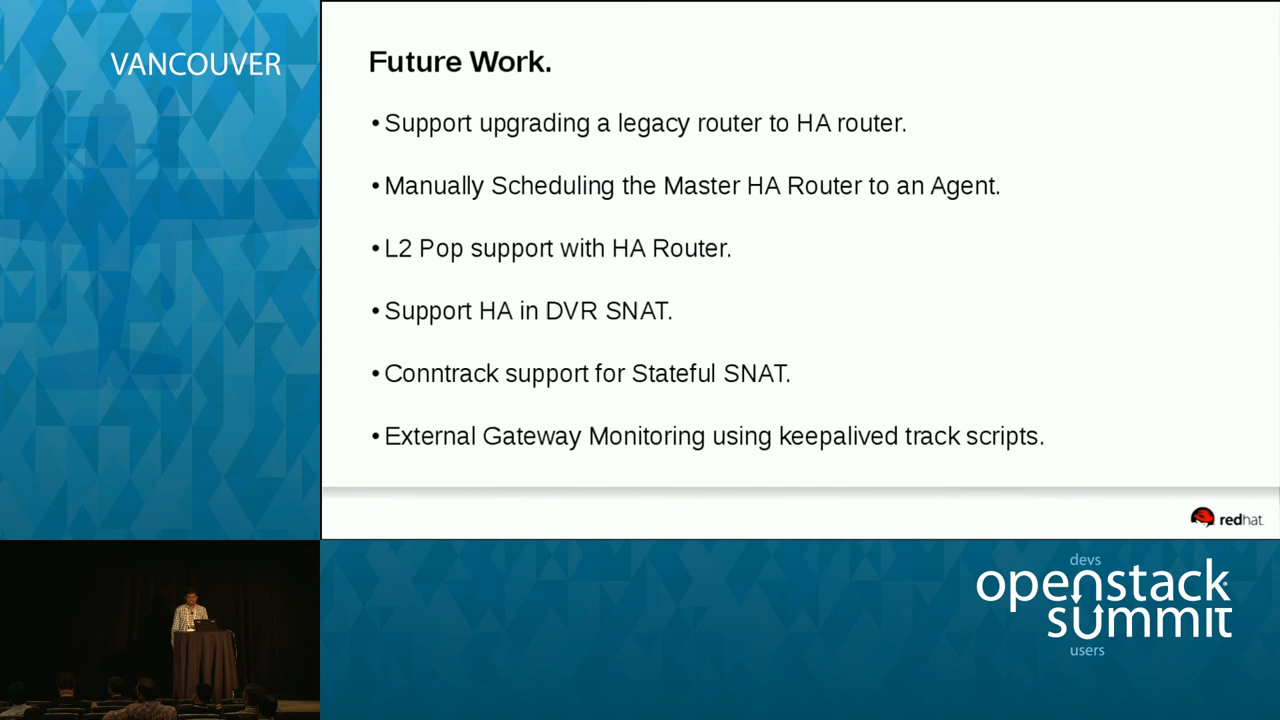 VANCOUVER
Future Work.
• Support upgrading a legacy router to HA router.
• Manually Scheduling the Master HA Router to an Agent.
• L2 Pop support with HA Router.
• Support HA in DVR SNAT.
• Conntrack support for Stateful SNAT.
• External Gateway Monitoring using keepalived track scripts.
redhat.
devs
openstack
summit
users